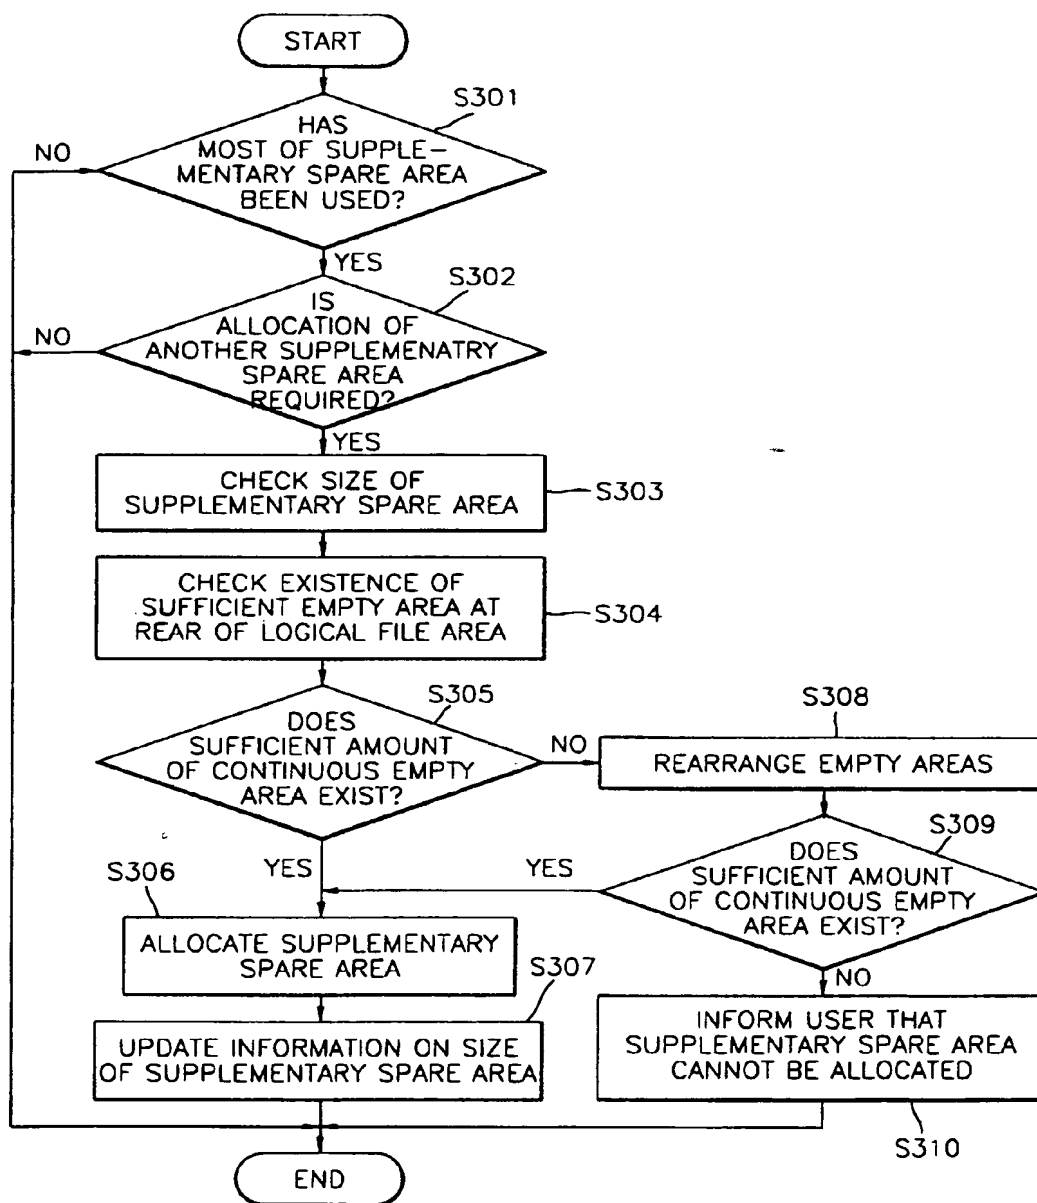 START
S301
HAS
MOST OF SUPPLE-
MENTARY SPARE AREA
BEEN USED?
NO
YES
S302
IS
ALLOCATION OF
ANOTHER SUPPLEMENATRY
SPARE AREA
REQUIRED?
NO
YES
CHECK SIZE OF
SUPPLEMENTARY SPARE AREA
S303
CHECK EXISTENCE OF
SUFFICIENT EMPTY AREA AT
REAR OF LOGICAL FILE AREA
S304
S305
DOES
SUFFICIENT AMOUNT
OF CONTINUOUS EMPTY
AREA EXIST?
NO
YES
S308
REARRANGE EMPTY AREAS
S309
DOES
SUFFICIENT AMOUNT
OF CONTINUOUS EMPTY
AREA EXIST?
YES
NO
S306
ALLOCATE SUPPLEMENTARY
SPARE AREA
S307
UPDATE INFORMATION ON SIZE
OF SUPPLEMENTARY SPARE AREA
INFORM USER THAT
SUPPLEMENTARY SPARE AREA
CANNOT BE ALLOCATED
S310
END